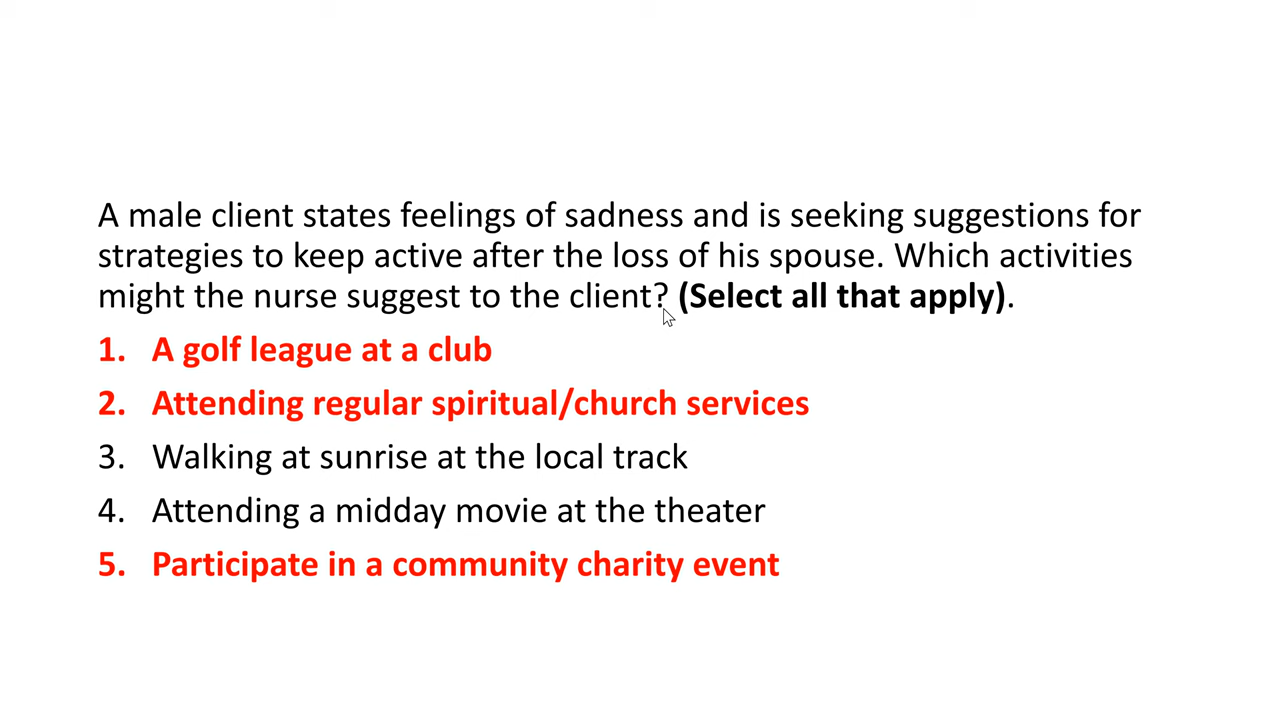 A male client states feelings of sadness and is seeking suggestions for
strategies to keep active after the loss of his spouse. Which activities
might the nurse suggest to the client? (Select all that apply).
1. A golf league at a club
2. Attending regular spiritual/church services
3. Walking at sunrise at the local track
4. Attending a midday movie at the theater
5. Participate in a community charity event